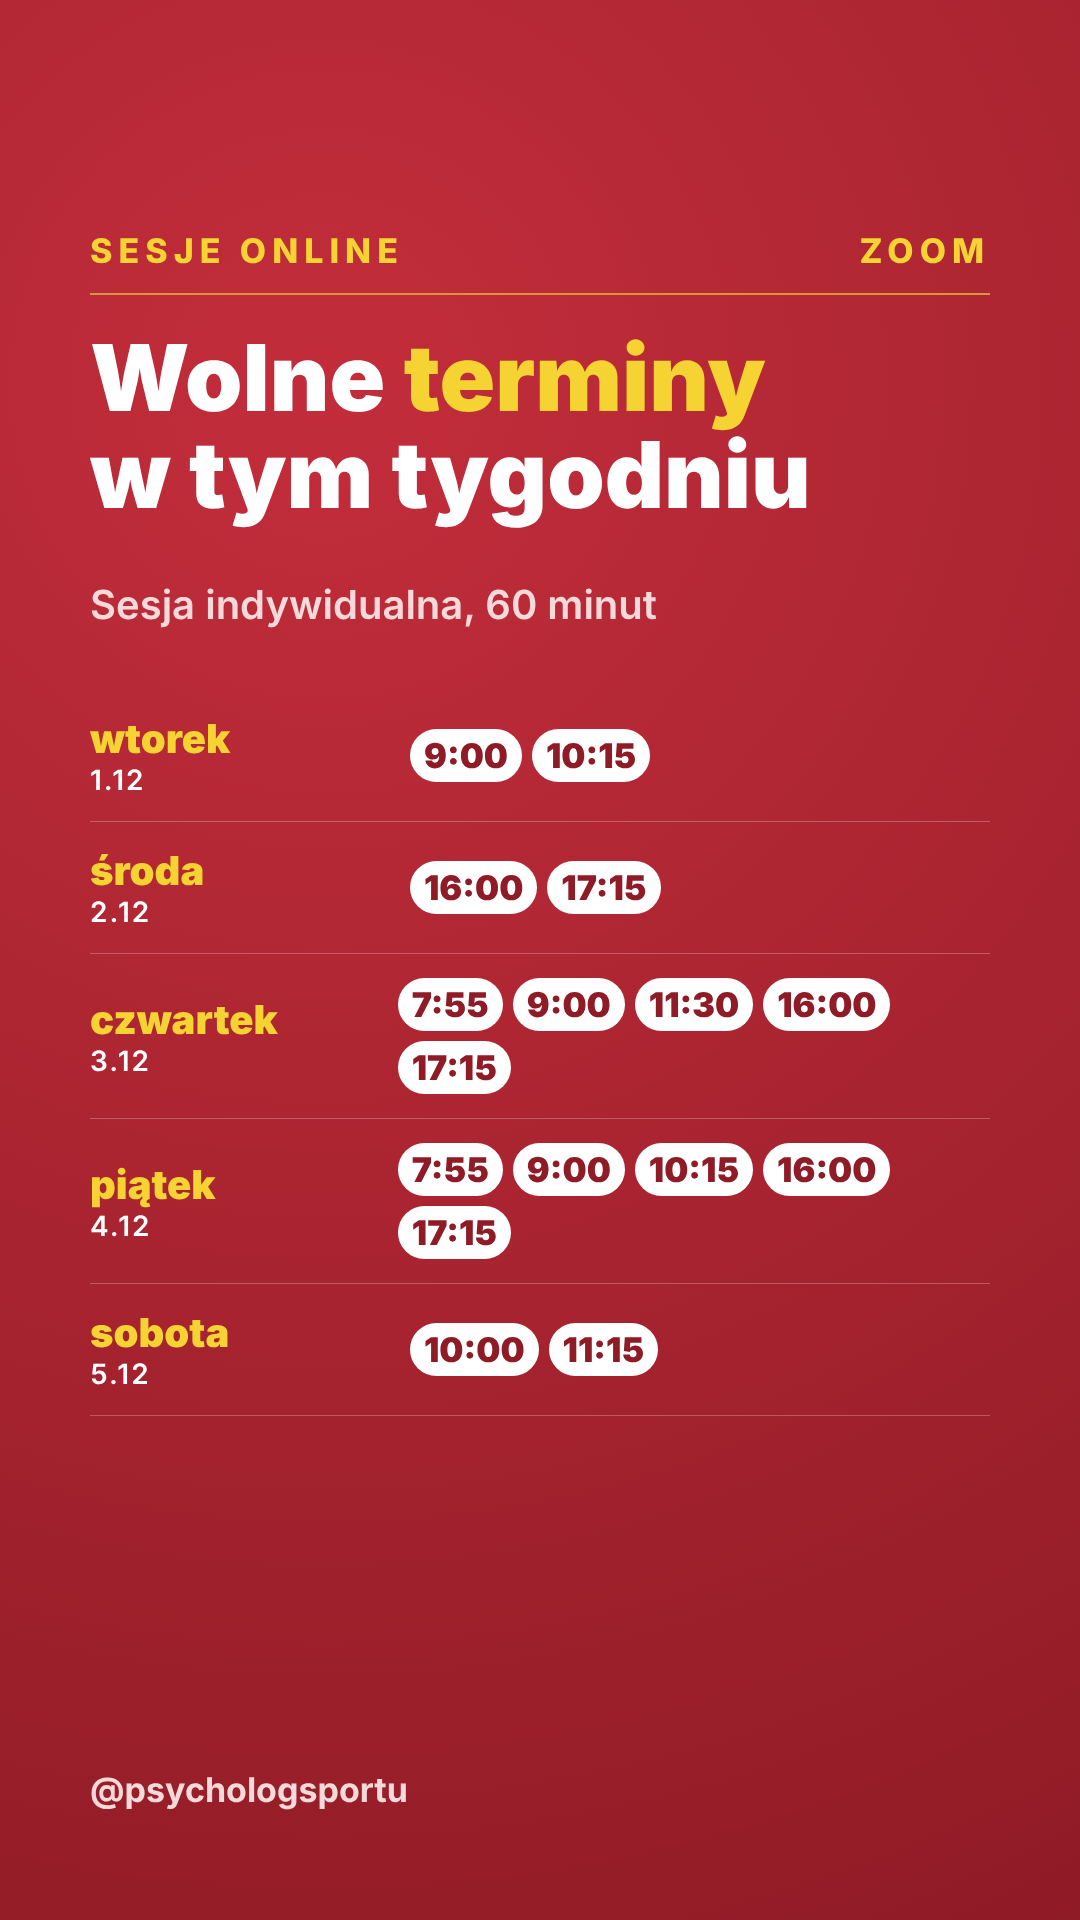 SESJE ONLINE ZOOM
Wolne terminy
w tym tygodniu
Sesja indywidualna, 60 minut
wtorek
1.12
9:00 10:15
środa
2.12
16:00 17:15
czwartek
3.12
7:55 9:00 11:30 16:00
17:15
piątek
4.12
7:55 9:00 10:15 16:00
17:15
sobota
5.12
10:00 11:15
@psychologsportu